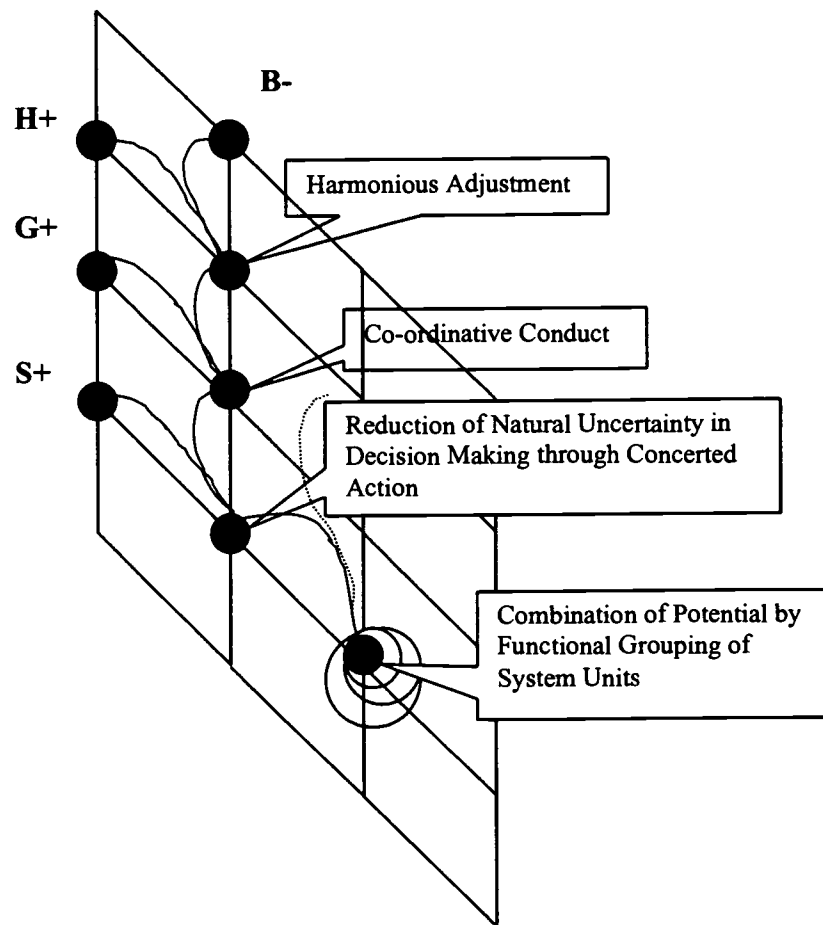 B-
H+
Harmonious Adjustment
G+
Co-ordinative Conduct
S+
Reduction of Natural Uncertainty in
Decision Making through Concerted
Action
Combination of Potential by
Functional Grouping of
System Units